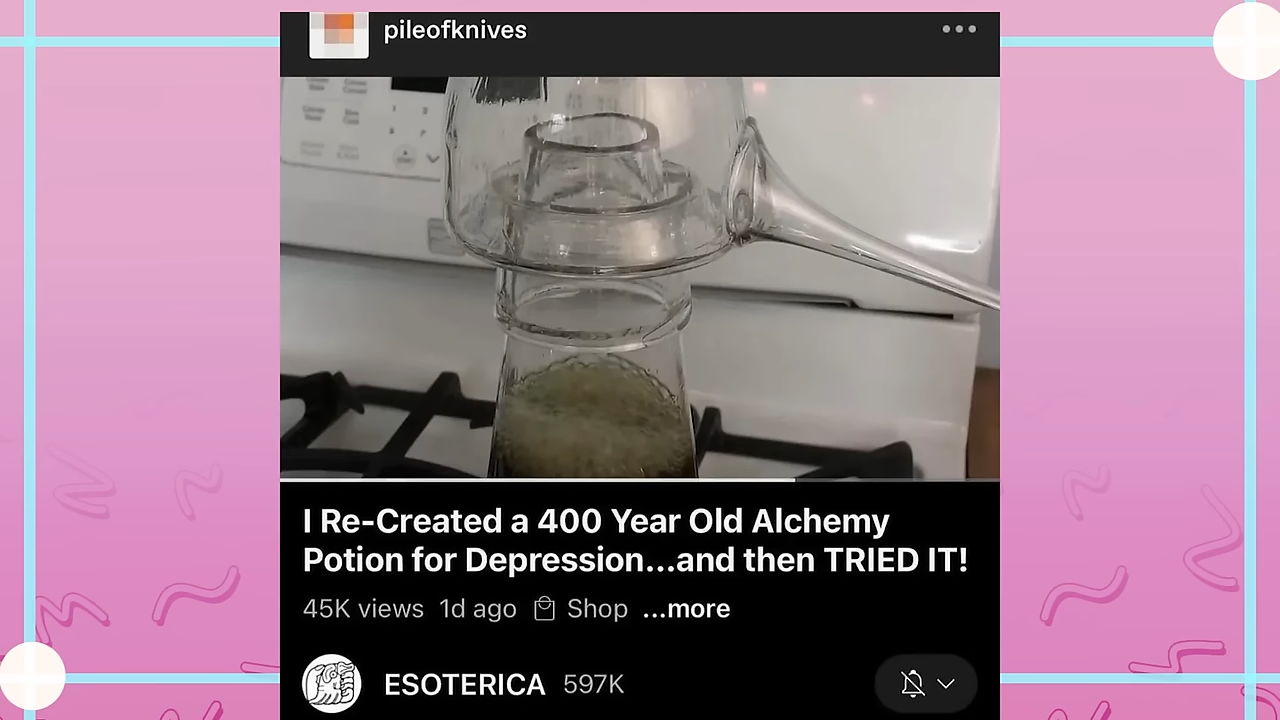 pileofknives
I Re-Created a 400 Year Old Alchemy
Potion for Depression...and then TRIED IT!
45K views 1d ago Shop ...more
ESOTERICA 597K